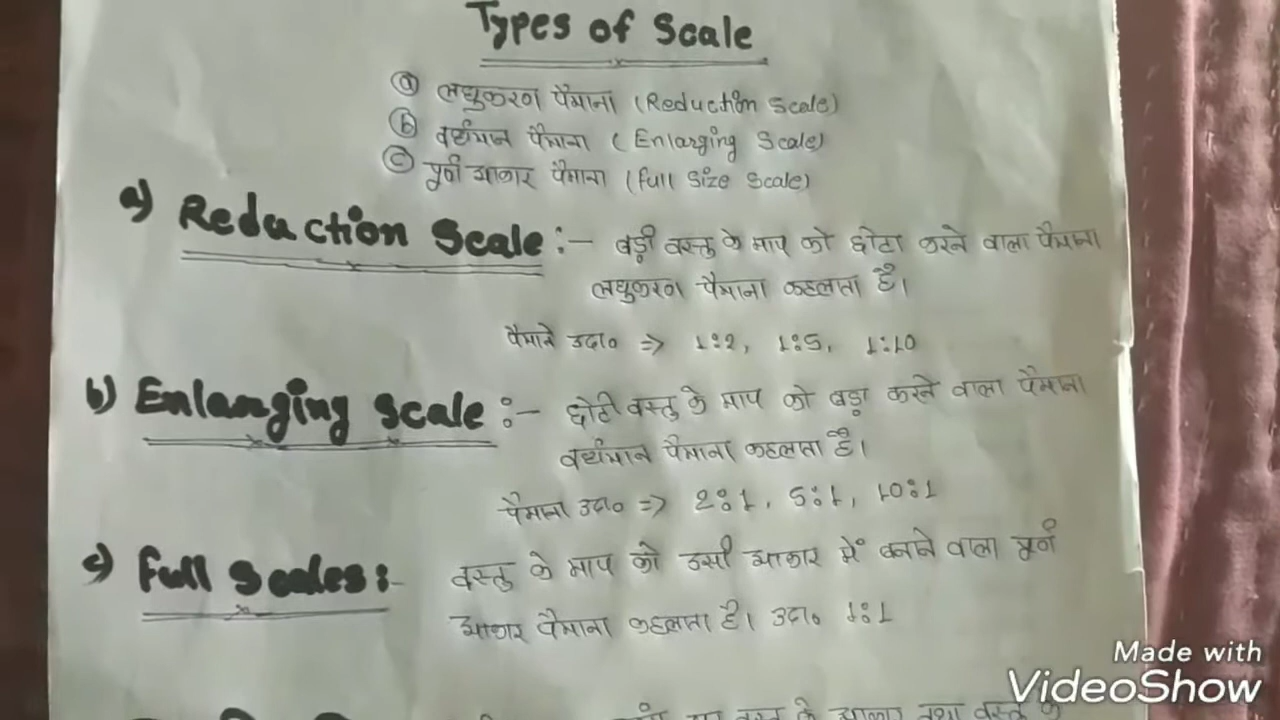 Types of Scale
(a) लघुकरण पैमाना (Reduction Scale)
(b) वर्धमान पैमाना (Enlarging Scale)
(c) पूर्ण आकार पैमाना (full size Scale)
a) Reduction Scale :- बड़ी वस्तु के माप को छोटा करने वाला पैमाना
लघुकरण पैमाना कहलाता है।
पैमाने उदा० => 1:2, 1:5, 1:10
b) Enlarging Scale :- छोटी वस्तु के माप को बड़ा करने वाला पैमाना
वर्धमान पैमाना कहलाता है।
पैमाना उदा० => 2:1, 5:1, 10:1
c) full Scales :- वस्तु के माप को उसी आकार में बनाने वाला पूर्ण
आकार पैमाना कहलाता है। उदा० 1:1
Made with
VideoShow